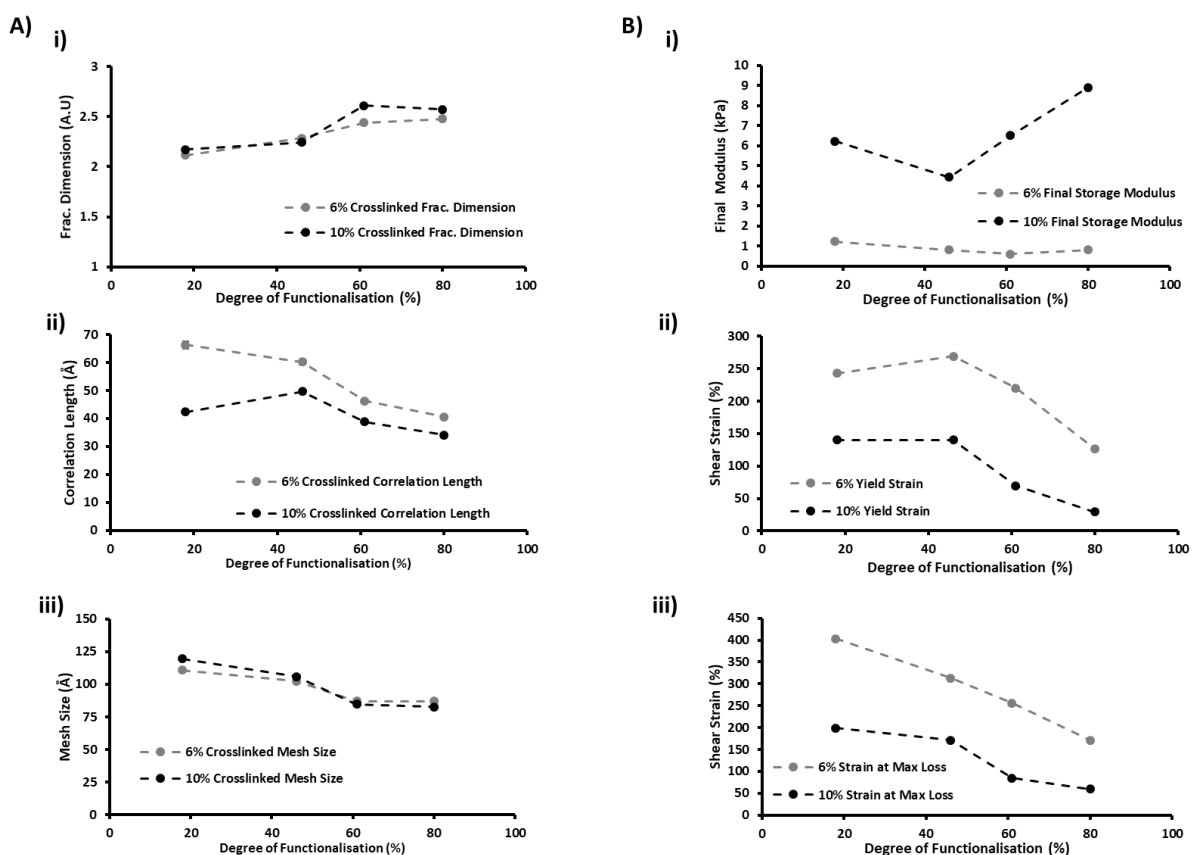 A)
i)
3
2.5
2
1.5
1
Frac. Dimension (A.U)
6% Crosslinked Frac. Dimension
10% Crosslinked Frac. Dimension
0 20 40 60 80 100
Degree of Functionalisation (%)
ii)
70
60
50
40
30
20
10
0
Correlation Length (Å)
6% Crosslinked Correlation Length
10% Crosslinked Correlation Length
0 20 40 60 80 100
Degree of Functionalisation (%)
iii)
150
125
100
75
50
25
0
Mesh Size (Å)
6% Crosslinked Mesh Size
10% Crosslinked Mesh Size
0 20 40 60 80 100
Degree of Functionalisation (%)
B)
i)
10
9
8
7
6
5
4
3
2
1
0
Final Modulus (kPa)
6% Final Storage Modulus
10% Final Storage Modulus
0 20 40 60 80 100
Degree of Functionalisation (%)
ii)
300
250
200
150
100
50
0
Shear Strain (%)
6% Yield Strain
10% Yield Strain
0 20 40 60 80 100
Degree of Functionalisation (%)
iii)
450
400
350
300
250
200
150
100
50
0
Shear Strain (%)
6% Strain at Max Loss
10% Strain at Max Loss
0 20 40 60 80 100
Degree of Functionalisation (%)